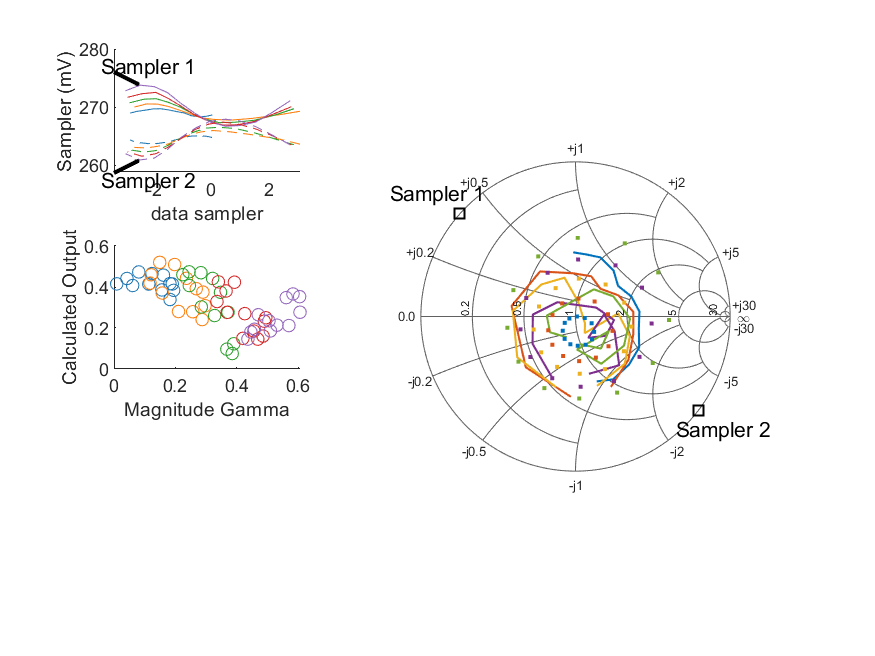 280
Sampler 1
270
Sampler (mV)
260
Sampler 2
-2 0 2
data sampler
0.6
0.4
0.2
0
Calculated Output
0 0.2 0.4 0.6
Magnitude Gamma
+j1
+j0.5
+j2
Sampler 1
+j0.2
+j5
0.0
0.2
0.5
1
2
5
30
+j30
∞
-j30
-j0.2
-j5
Sampler 2
-j0.5
-j2
-j1